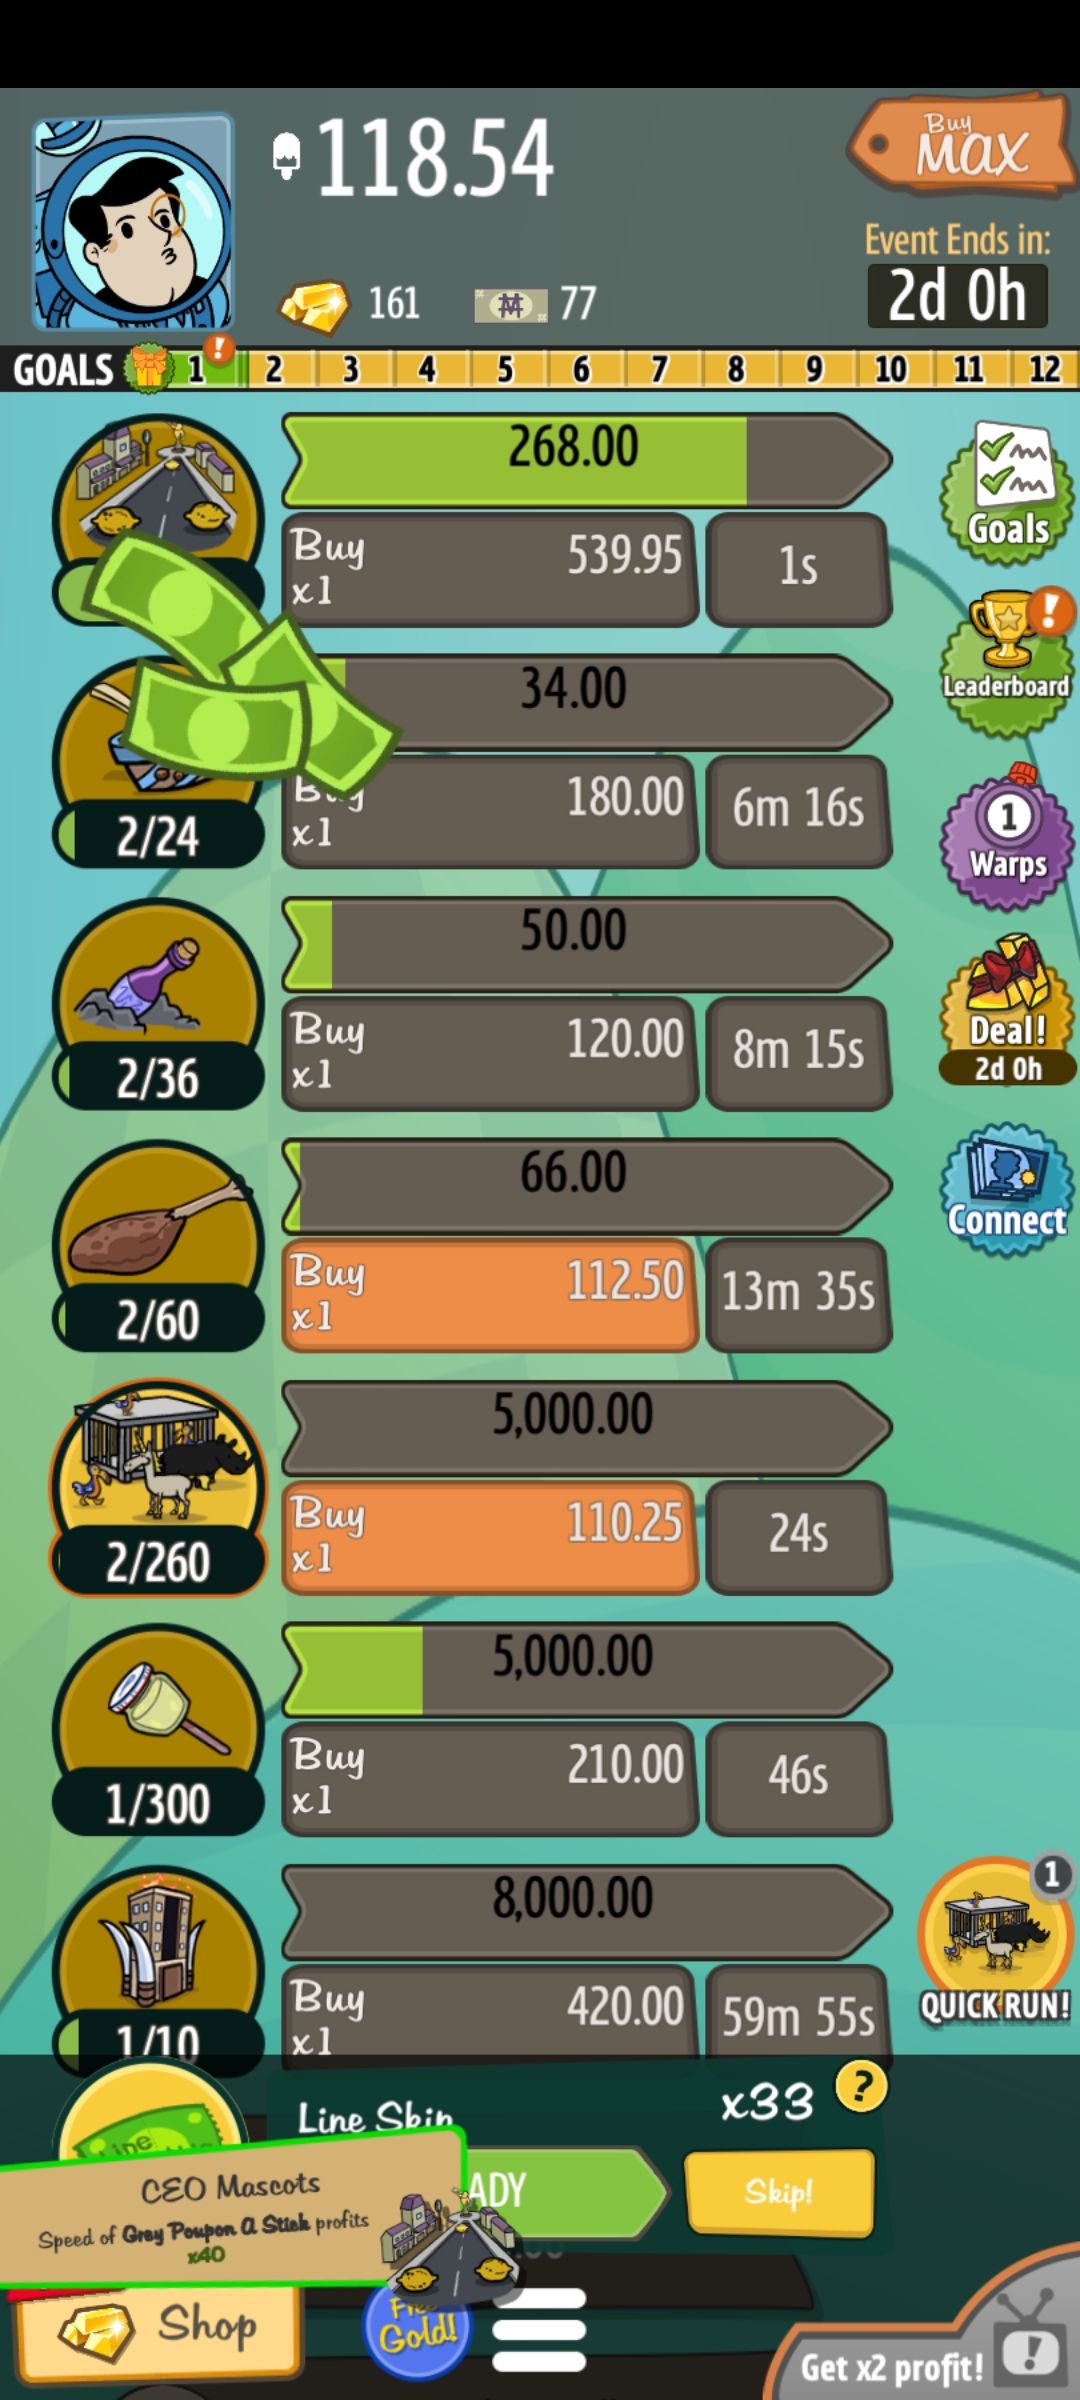 118.54
Buy
MAX
161
77
Event Ends in:
2d 0h
GOALS 1 ! 2 3 4 5 6 7 8 9 10 11 12
268.00
Buy
x1
539.95
1s
Goals
34.00
Buy
x1
180.00
6m 16s
2/24
!
Leaderboard
50.00
Buy
x1
120.00
8m 15s
2/36
1
Warps
66.00
Buy
x1
112.50
13m 35s
2/60
Deal!
2d 0h
5,000.00
Buy
x1
110.25
24s
2/260
Connect
5,000.00
Buy
x1
210.00
46s
1/300
8,000.00
Buy
x1
420.00
59m 55s
1/10
1
QUICK RUN!
Line Skip
x33
?
ADY
Skip!
CEO Mascots
Speed of Grey Poupon A Stick profits
x40
Shop
Free
Gold!
Get x2 profit!
!